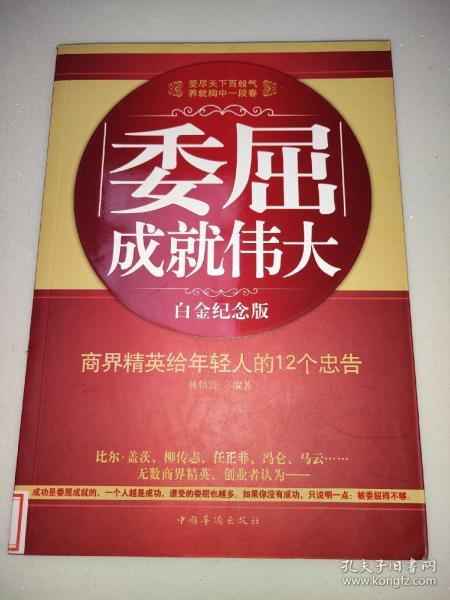 受尽天下百般气
养就胸中一段春
委屈
成就伟大
白金纪念版
商界精英给年轻人的12个忠告
林伟宸 ◎编著
比尔·盖茨、柳传志、任正非、冯仑、马云……
无数商界精英、创业者认为——
成功是委屈成就的，一个人越是成功，遭受的委屈也越多。如果你没有成功，只说明一点：被委屈得不够。
中国华侨出版社
孔夫子旧书网
www.kongfz.com